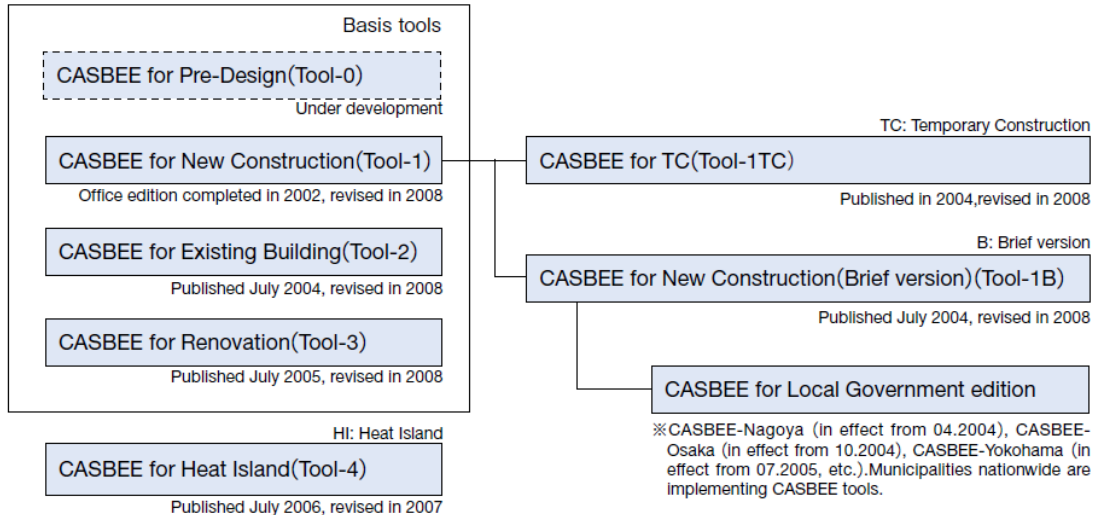 Basis tools
CASBEE for Pre-Design(Tool-0)
Under development
CASBEE for New Construction(Tool-1)
Office edition completed in 2002, revised in 2008
CASBEE for Existing Building(Tool-2)
Published July 2004, revised in 2008
CASBEE for Renovation(Tool-3)
Published July 2005, revised in 2008
HI: Heat Island
CASBEE for Heat Island(Tool-4)
Published July 2006, revised in 2007
TC: Temporary Construction
CASBEE for TC(Tool-1TC)
Published in 2004,revised in 2008
B: Brief version
CASBEE for New Construction(Brief version)(Tool-1B)
Published July 2004, revised in 2008
CASBEE for Local Government edition
※CASBEE-Nagoya (in effect from 04.2004), CASBEE-
Osaka (in effect from 10.2004), CASBEE-Yokohama (in
effect from 07.2005, etc.).Municipalities nationwide are
implementing CASBEE tools.